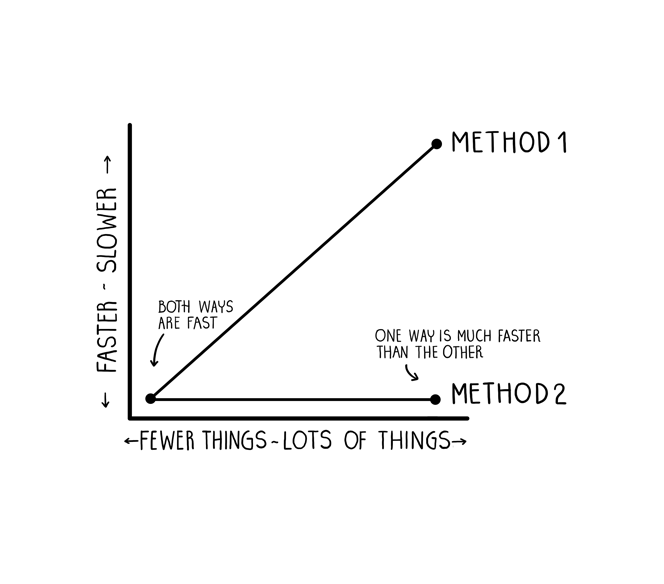 METHOD 1
← FASTER - SLOWER →
BOTH WAYS
ARE FAST
ONE WAY IS MUCH FASTER
THAN THE OTHER
METHOD 2
←FEWER THINGS~LOTS OF THINGS→